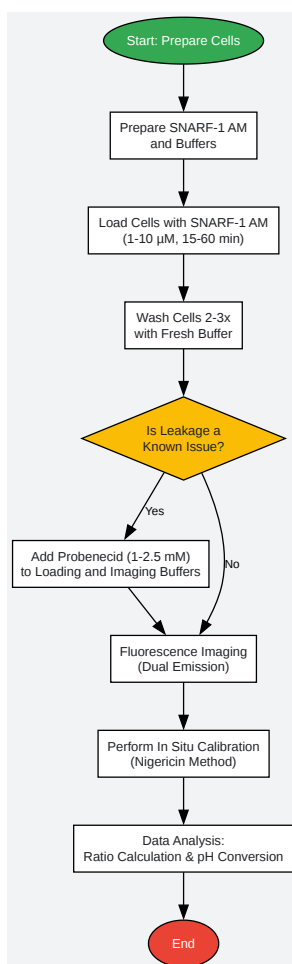 Start: Prepare Cells
Prepare SNARF-1 AM
and Buffers
Load Cells with SNARF-1 AM
(1-10 µM, 15-60 min)
Wash Cells 2-3x
with Fresh Buffer
Is Leakage a
Known Issue?
Yes
Add Probenecid (1-2.5 mM)
to Loading and Imaging Buffers
No
Fluorescence Imaging
(Dual Emission)
Perform In Situ Calibration
(Nigericin Method)
Data Analysis:
Ratio Calculation & pH Conversion
End